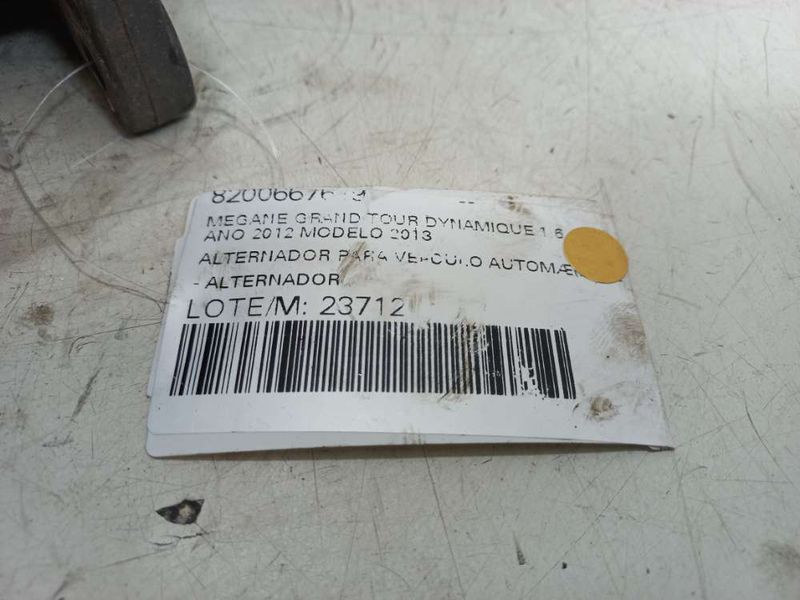 MEGANE GRAND TOUR DYNAMIQUE 1.6
ANO 2012 MODELO 2013
ALTERNADOR PARA
- ALTERNADOR
LOTE/M: 23712